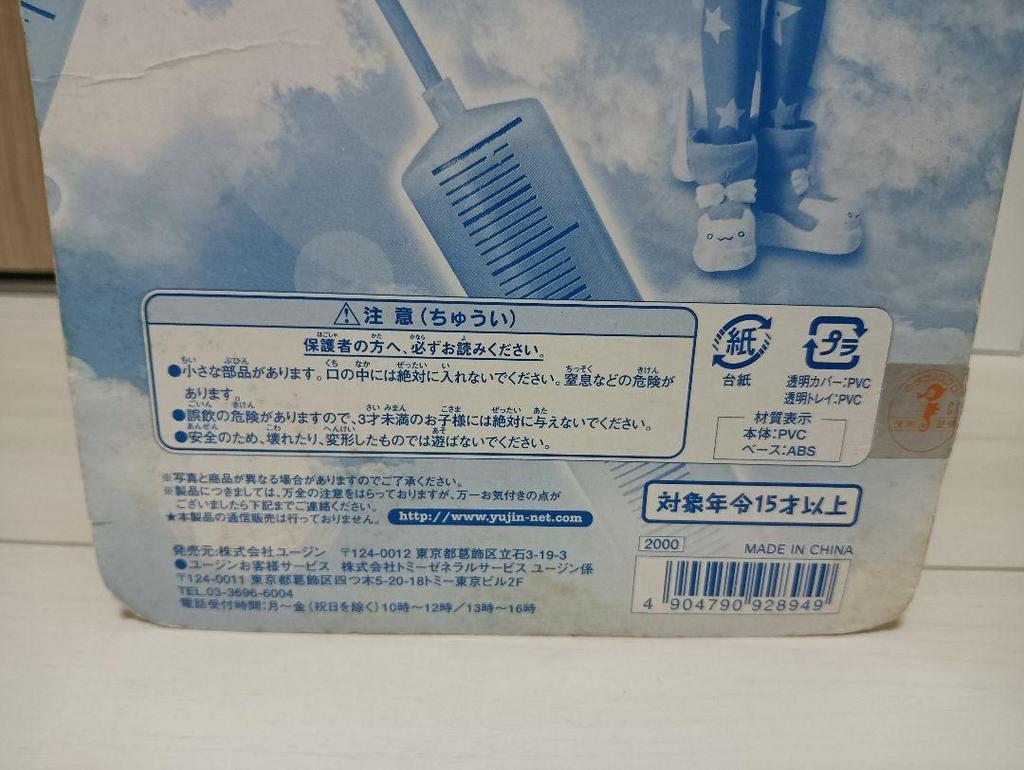 ⚠注意(ちゅうい)
保護者の方へ、必ずお読みください。
●小さな部品があります。口の中には絶対に入れないでください。窒息などの危険が
あります。
●誤飲の危険がありますので、3才未満のお子様には絶対に与えないでください。
●安全のため、壊れたり、変形したものでは遊ばないでください。
紙
台紙
プラ
透明カバー:PVC
透明トレイ:PVC
材質表示
本体:PVC
ベース:ABS
※写真と商品が異なる場合がありますのでご了承ください。
※製品につきましては、万全の注意をはらっておりますが、万一お気付きの点が
ございましたら下記までご連絡ください。
★本製品の通信販売は行っておりません。
http://www.yujin-net.com
対象年令15才以上
発売元:株式会社ユージン 〒124-0012 東京都葛飾区立石3-19-3
●ユージンお客様サービス 株式会社トミーゼネラルサービス ユージン係
〒124-0011 東京都葛飾区四つ木5-20-18トミー東京ビル2F
TEL.03-3696-6004
電話受付時間:月〜金(祝日を除く)10時〜12時/13時〜16時
2000
MADE IN CHINA
4 904790 928949